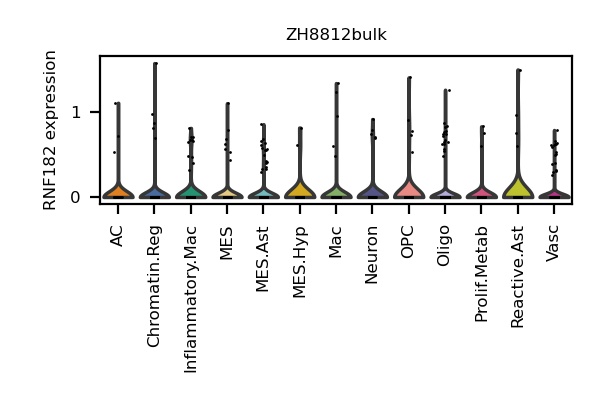 ZH8812bulk
RNF182 expression
1
0
AC
Chromatin.Reg
Inflammatory.Mac
MES
MES.Ast
MES.Hyp
Mac
Neuron
OPC
Oligo
Prolif.Metab
Reactive.Ast
Vasc